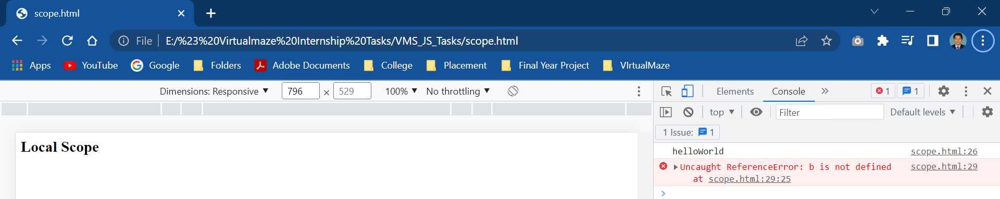 scope.html
File E:/%23%20Virtualmaze%20Internship%20Tasks/VMS_JS_Tasks/scope.html
Apps YouTube Google Folders Adobe Documents College Placement Final Year Project VIrtualMaze
Dimensions: Responsive 796 × 529 100% No throttling
Elements Console 1 1
top Filter Default levels
1 Issue: 1
Local Scope
helloWorld scope.html:26
Uncaught ReferenceError: b is not defined scope.html:29
at scope.html:29:25